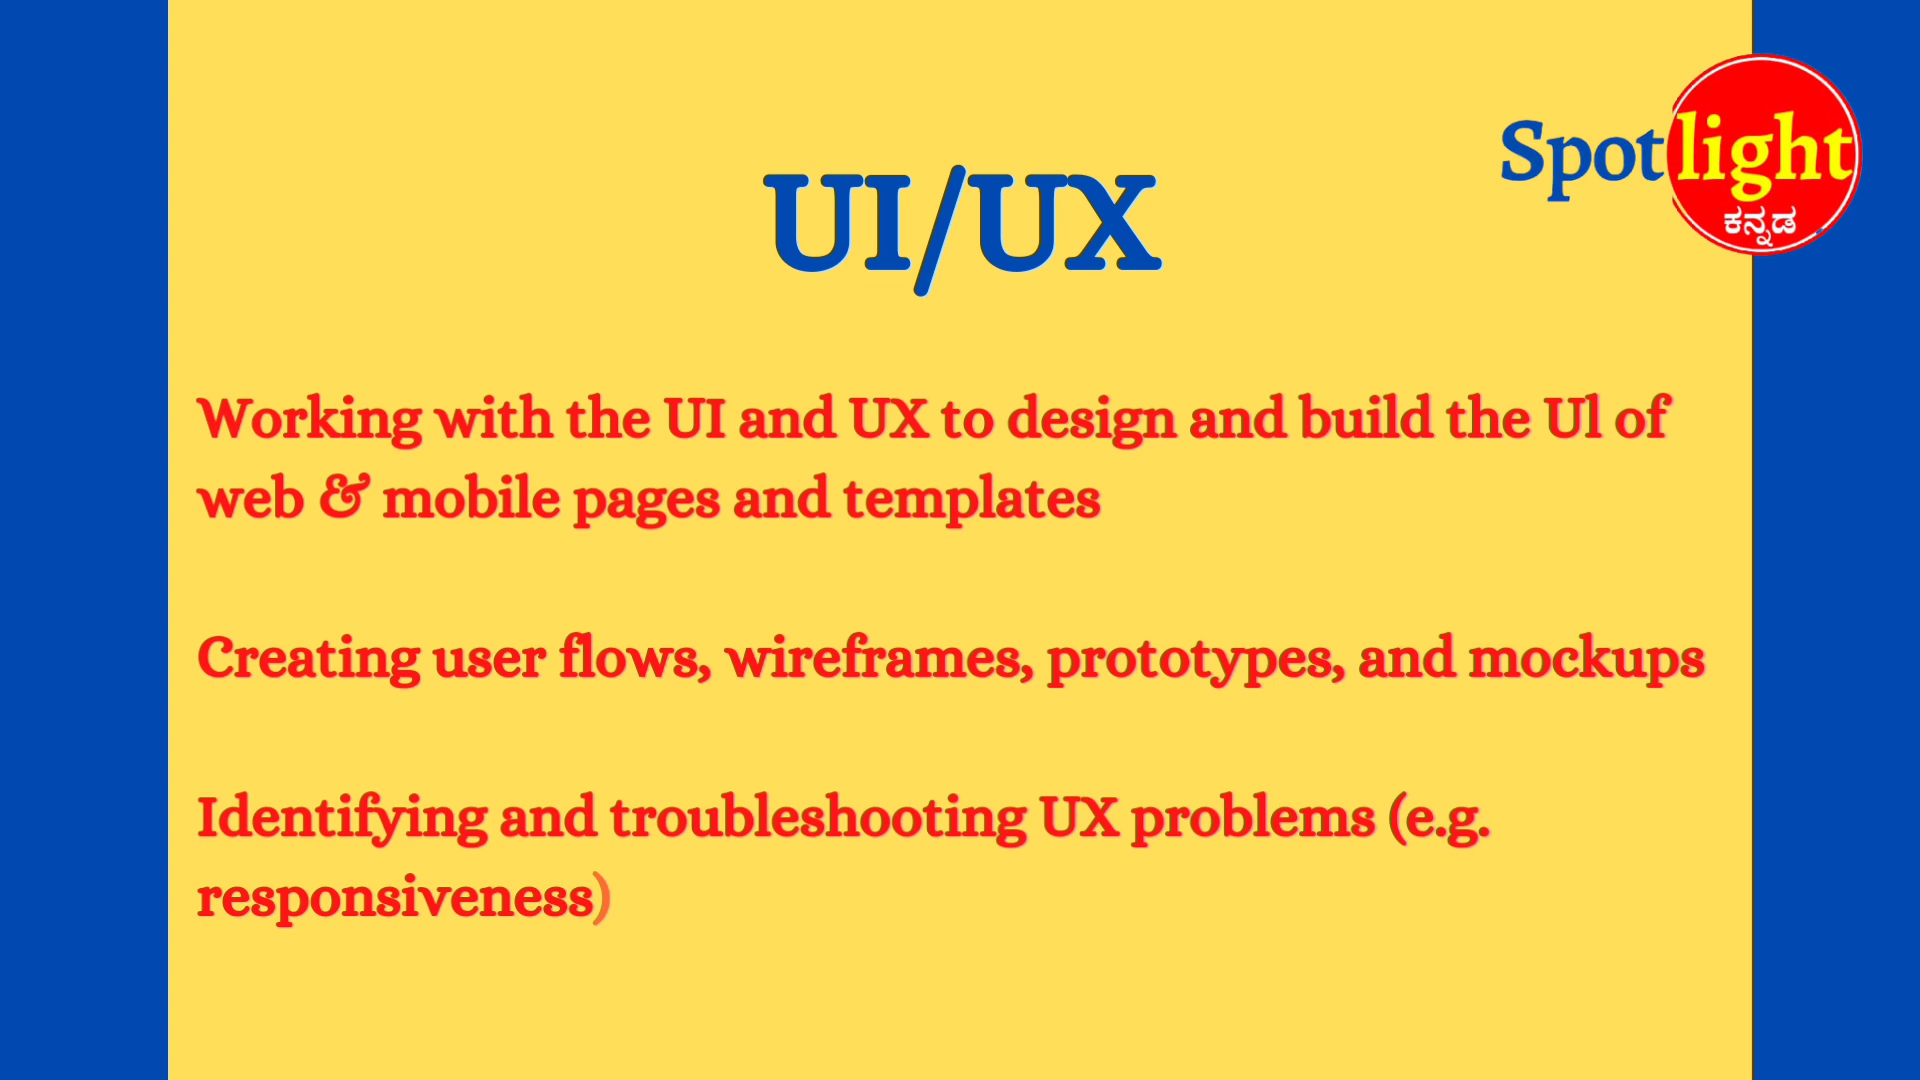 Spotlight
ಕನ್ನಡ
UI/UX
Working with the UI and UX to design and build the Ul of
web & mobile pages and templates
Creating user flows, wireframes, prototypes, and mockups
Identifying and troubleshooting UX problems (e.g.
responsiveness)